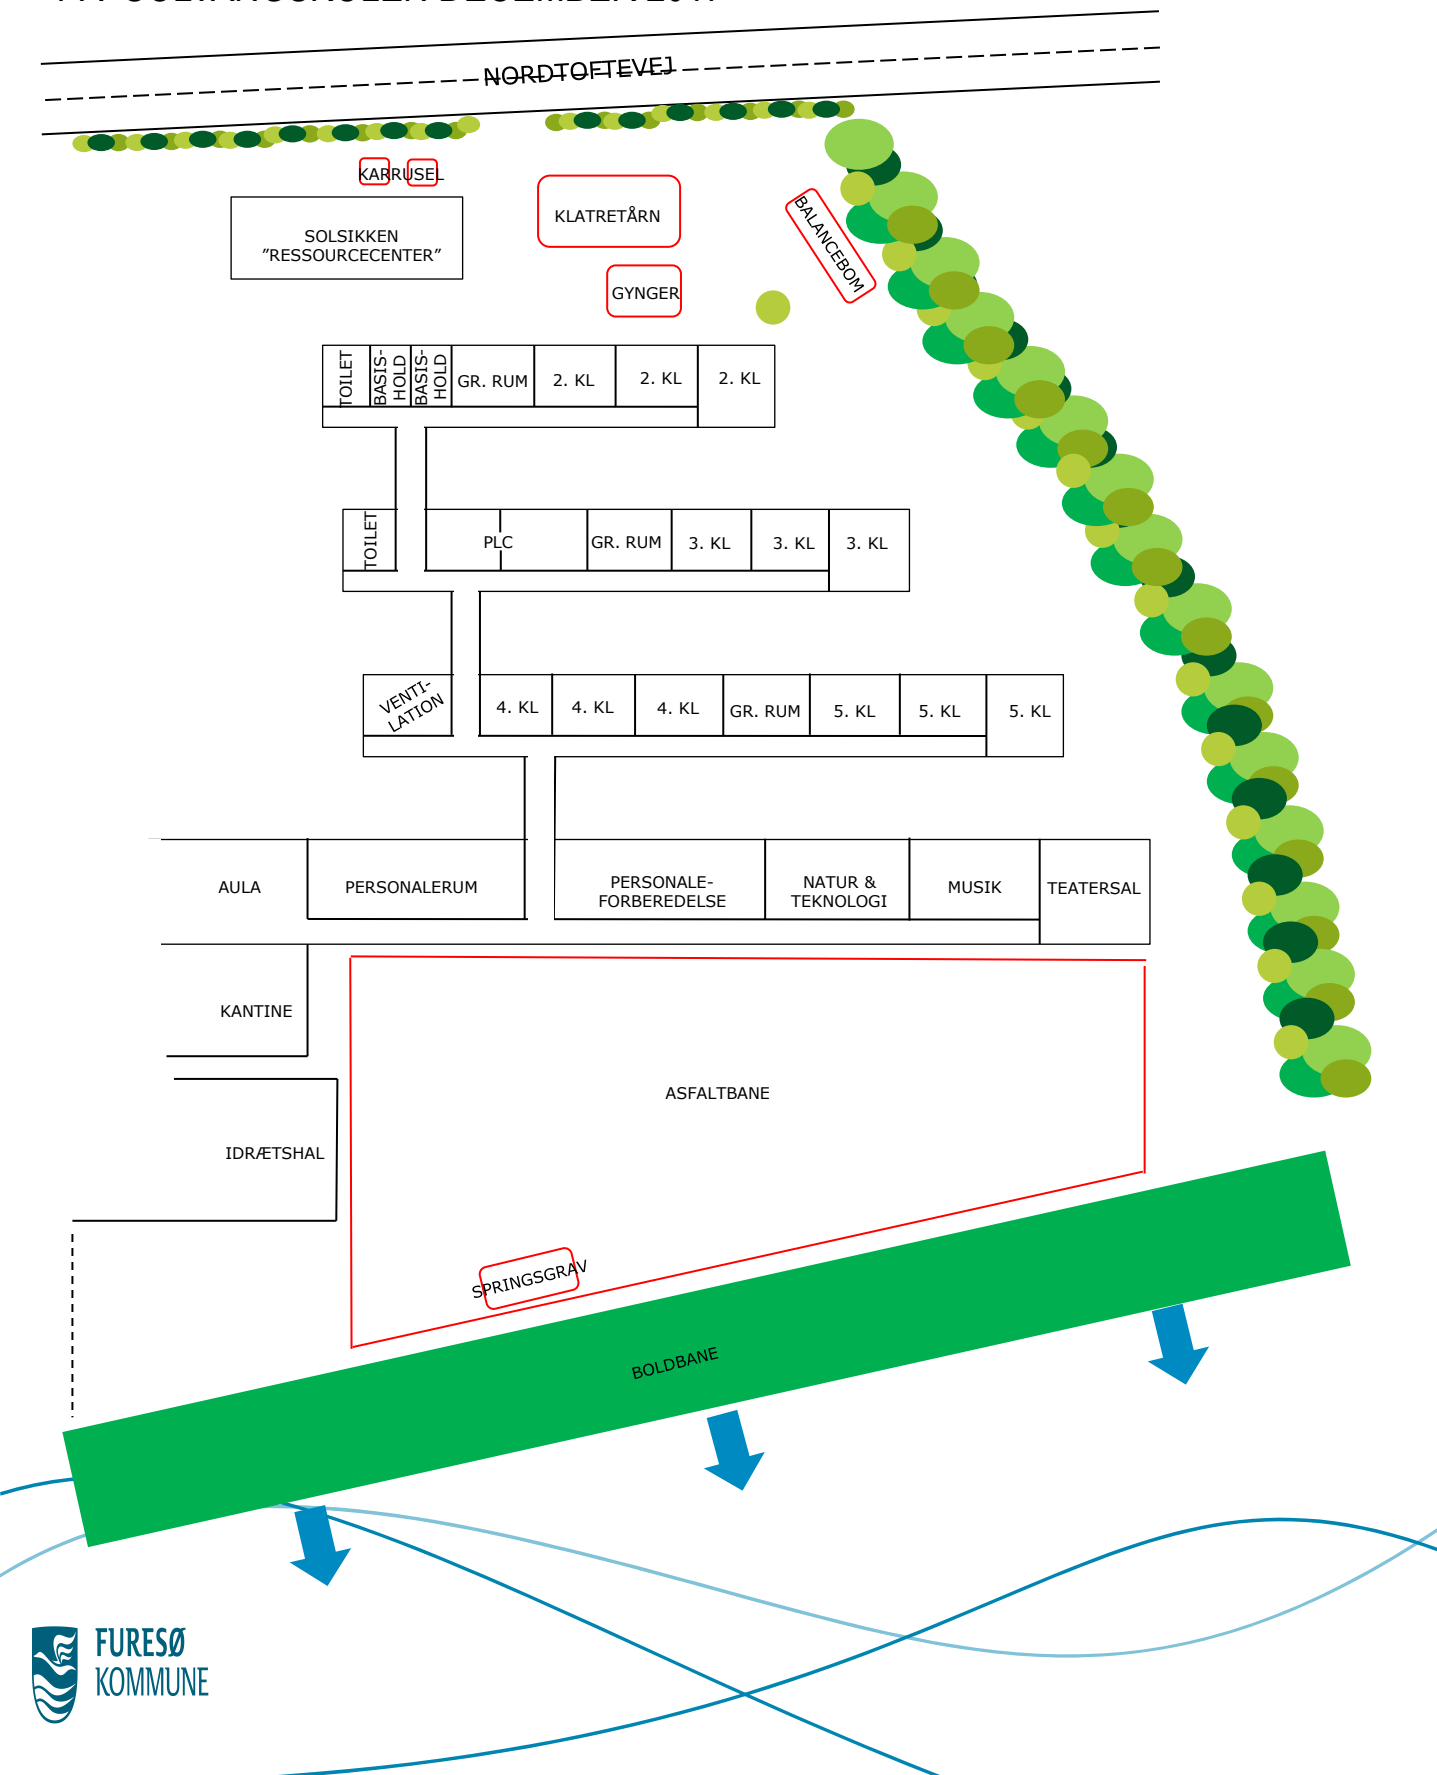 NORDTOFTEVEJ
KARRUSEL
KLATRETÅRN
BALANCEBOM
SOLSIKKEN
”RESSOURCECENTER”
GYNGER
TOILET
BASIS-
HOLD
BASIS-
HOLD
GR. RUM
2. KL
2. KL
2. KL
TOILET
PLC
GR. RUM
3. KL
3. KL
3. KL
VENTI-
LATION
4. KL
4. KL
4. KL
GR. RUM
5. KL
5. KL
5. KL
AULA
PERSONALERUM
PERSONALE-
FORBEREDELSE
NATUR &
TEKNOLOGI
MUSIK
TEATERSAL
KANTINE
ASFALTBANE
IDRÆTSHAL
SPRINGSGRAV
BOLDBANE
FURESØ
KOMMUNE